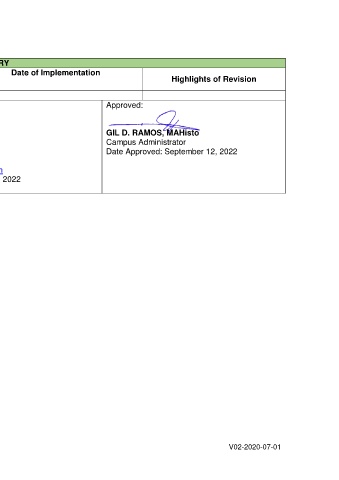 RY
Date of Implementation
Highlights of Revision
Approved:
GIL D. RAMOS, MAHisto
Campus Administrator
Date Approved: September 12, 2022
2022
V02-2020-07-01